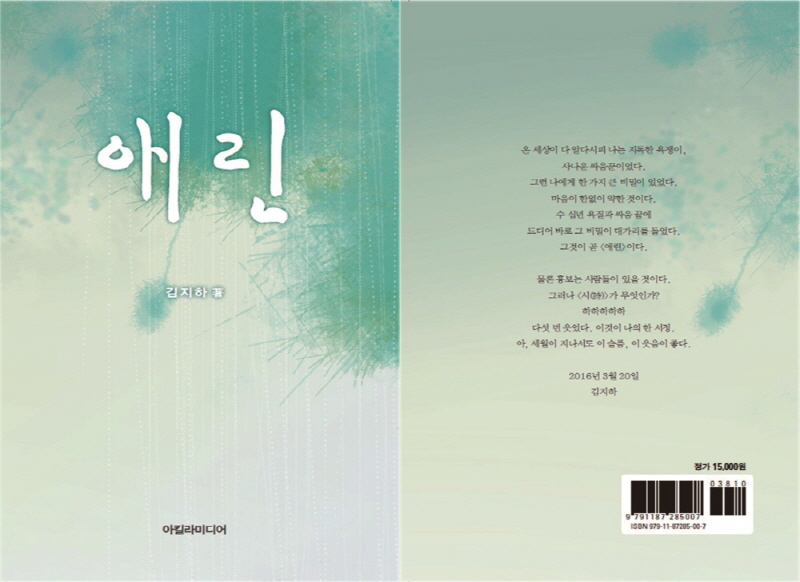 애린
김지하 著
아킬라미디어
온 세상이 다 알다시피 나는 지독한 욕쟁이,
사나운 싸움꾼이었다.
그런 나에게 한 가지 큰 비밀이 있었다.
마음이 한없이 약한 것이다.
수 십년 욕질과 싸움 끝에
드디어 바로 그 비밀이 대가리를 들었다.
그것이 곧 〈애린〉이다.
물론 흉보는 사람들이 있을 것이다.
그러나 〈시(詩)〉가 무엇인가?
하하하하하
다섯 번 웃었다. 이것이 나의 한 서정.
아, 세월이 지나서도 이 슬픔, 이 웃음이 좋다.
2016년 3월 20일
김지하
정가 15,000원
03810
9 791187 285007
ISBN 979-11-87285-00-7